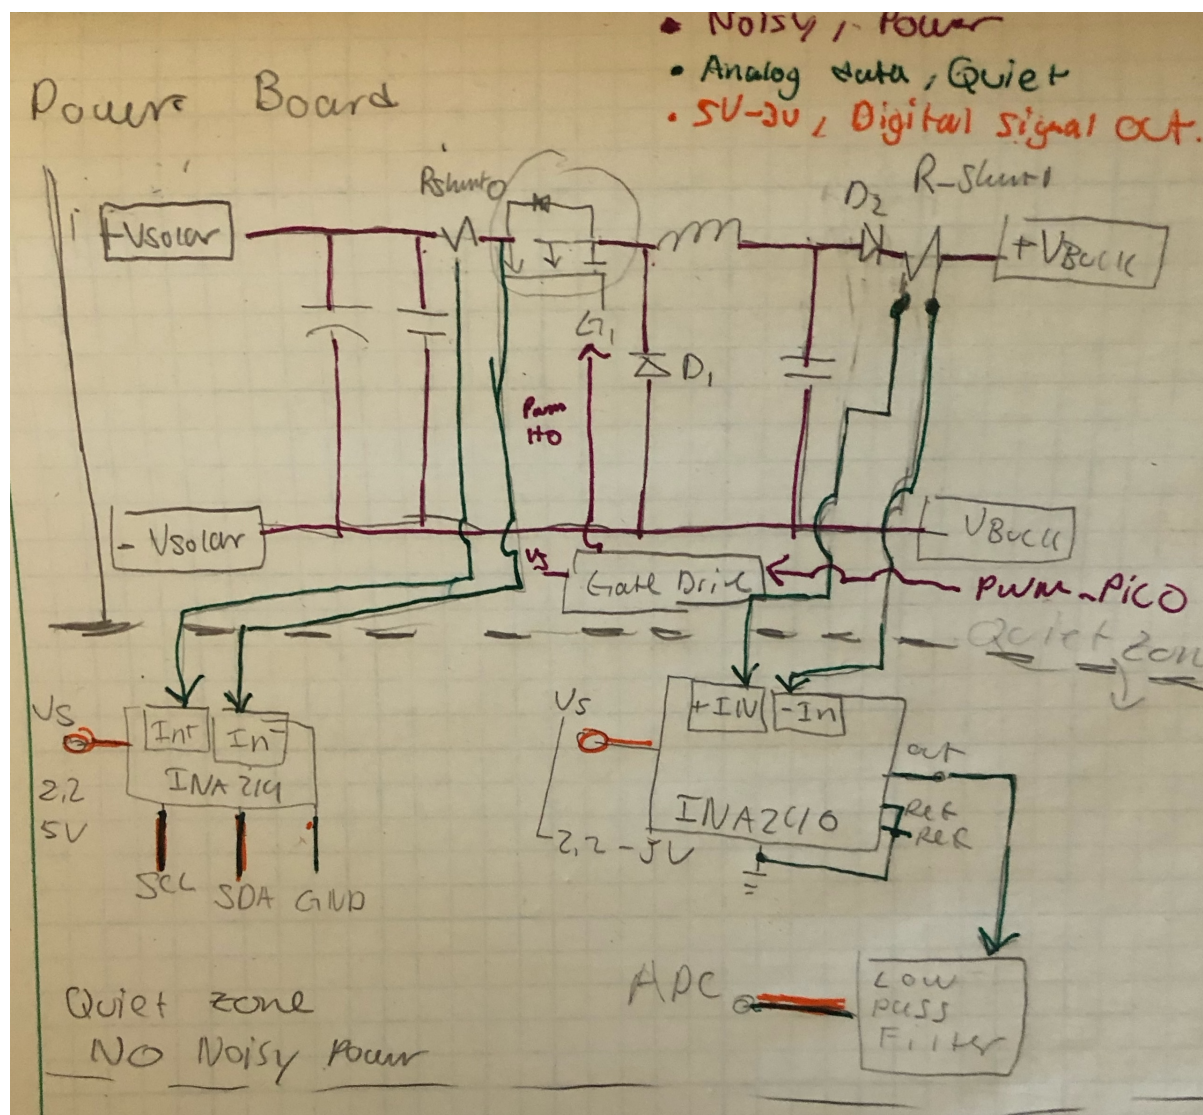 • Noisy, Power
• Analog data, Quiet
• 5V-3v, Digital signal out.
Power Board
Rshunt0
D2
R-Shunt1
+Vsolar
+VBuck
G1
D1
Pwm
HO
- Vsolar
- VBuck
Vs
Gate Drive
PWM-PiCO
Quiet Zone
Vs
In+
In-
INA219
2,2
5V
SCL
SDA
GND
Vs
+IN
-In
out
INA240
Ref
Ref
2,2-5V
ADC
Low
pass
Filter
Quiet zone
NO Noisy Power